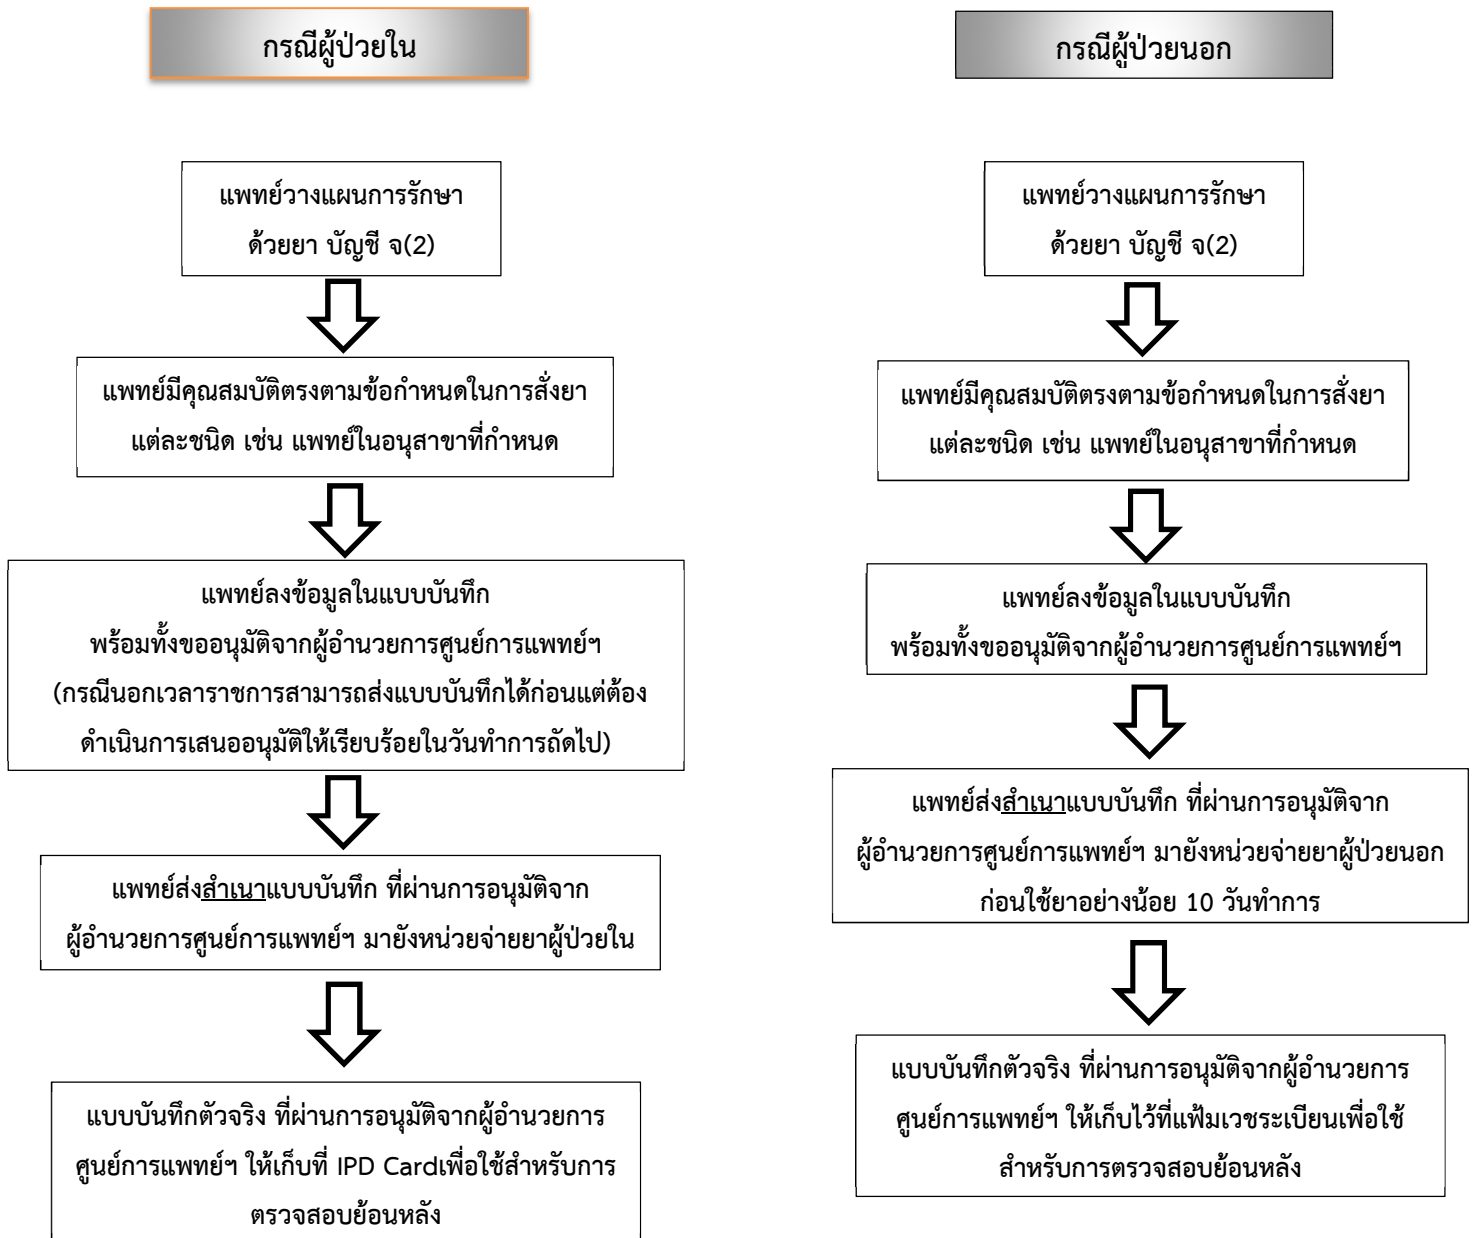 กรณีผู้ป่วยใน
แพทย์วางแผนการรักษา
ด้วยยา บัญชี จ(2)
แพทย์มีคุณสมบัติตรงตามข้อกำหนดในการสั่งยา
แต่ละชนิด เช่น แพทย์ในอนุสาขาที่กำหนด
แพทย์ลงข้อมูลในแบบบันทึก
พร้อมทั้งขออนุมัติจากผู้อำนวยการศูนย์การแพทย์ฯ
(กรณีนอกเวลาราชการสามารถส่งแบบบันทึกได้ก่อนแต่ต้อง
ดำเนินการเสนออนุมัติให้เรียบร้อยในวันทำการถัดไป)
แพทย์ส่งสำเนาแบบบันทึก ที่ผ่านการอนุมัติจาก
ผู้อำนวยการศูนย์การแพทย์ฯ มายังหน่วยจ่ายยาผู้ป่วยใน
แบบบันทึกตัวจริง ที่ผ่านการอนุมัติจากผู้อำนวยการ
ศูนย์การแพทย์ฯ ให้เก็บที่ IPD Cardเพื่อใช้สำหรับการ
ตรวจสอบย้อนหลัง
กรณีผู้ป่วยนอก
แพทย์วางแผนการรักษา
ด้วยยา บัญชี จ(2)
แพทย์มีคุณสมบัติตรงตามข้อกำหนดในการสั่งยา
แต่ละชนิด เช่น แพทย์ในอนุสาขาที่กำหนด
แพทย์ลงข้อมูลในแบบบันทึก
พร้อมทั้งขออนุมัติจากผู้อำนวยการศูนย์การแพทย์ฯ
แพทย์ส่งสำเนาแบบบันทึก ที่ผ่านการอนุมัติจาก
ผู้อำนวยการศูนย์การแพทย์ฯ มายังหน่วยจ่ายยาผู้ป่วยนอก
ก่อนใช้ยาอย่างน้อย 10 วันทำการ
แบบบันทึกตัวจริง ที่ผ่านการอนุมัติจากผู้อำนวยการ
ศูนย์การแพทย์ฯ ให้เก็บไว้ที่แฟ้มเวชระเบียนเพื่อใช้
สำหรับการตรวจสอบย้อนหลัง